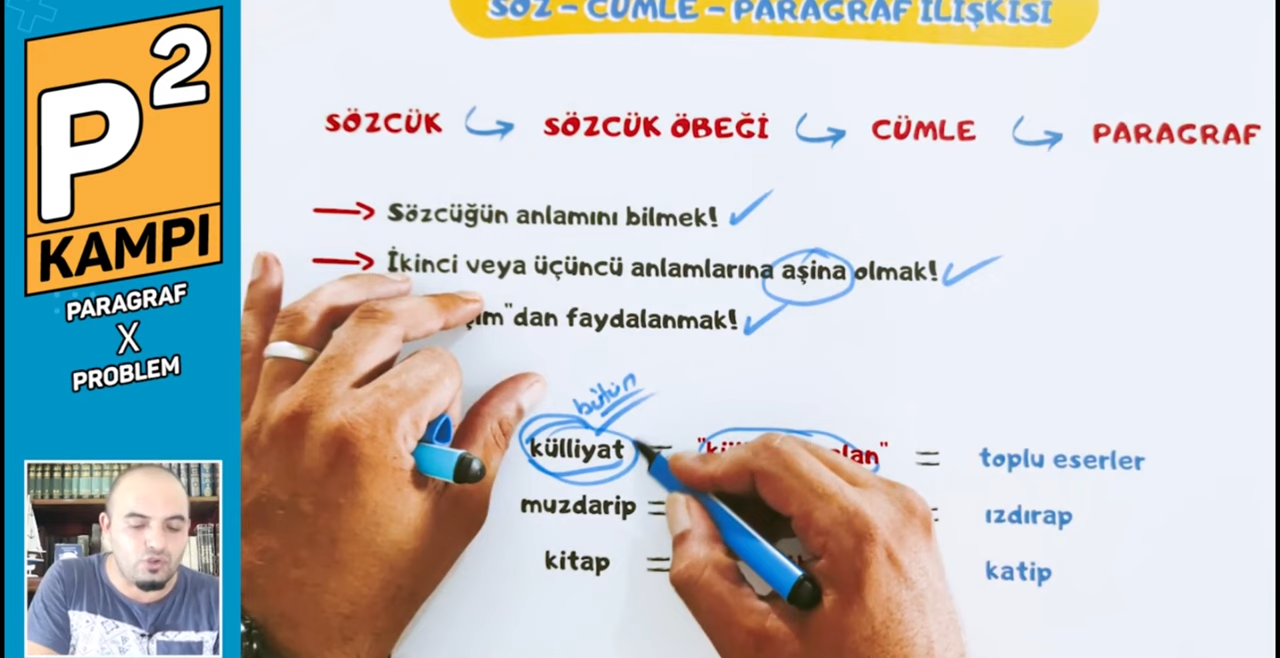 SÖZ – CÜMLE – PARAGRAF İLİŞKİSİ
P²
KAMPI
PARAGRAF
X
PROBLEM
SÖZCÜK SÖZCÜK ÖBEĞİ CÜMLE PARAGRAF
Sözcüğün anlamını bilmek!
İkinci veya üçüncü anlamlarına aşina olmak!
"dan faydalanmak!
bütün
külliyat = = toplu eserler
muzdarip = ızdırap
kitap = katip